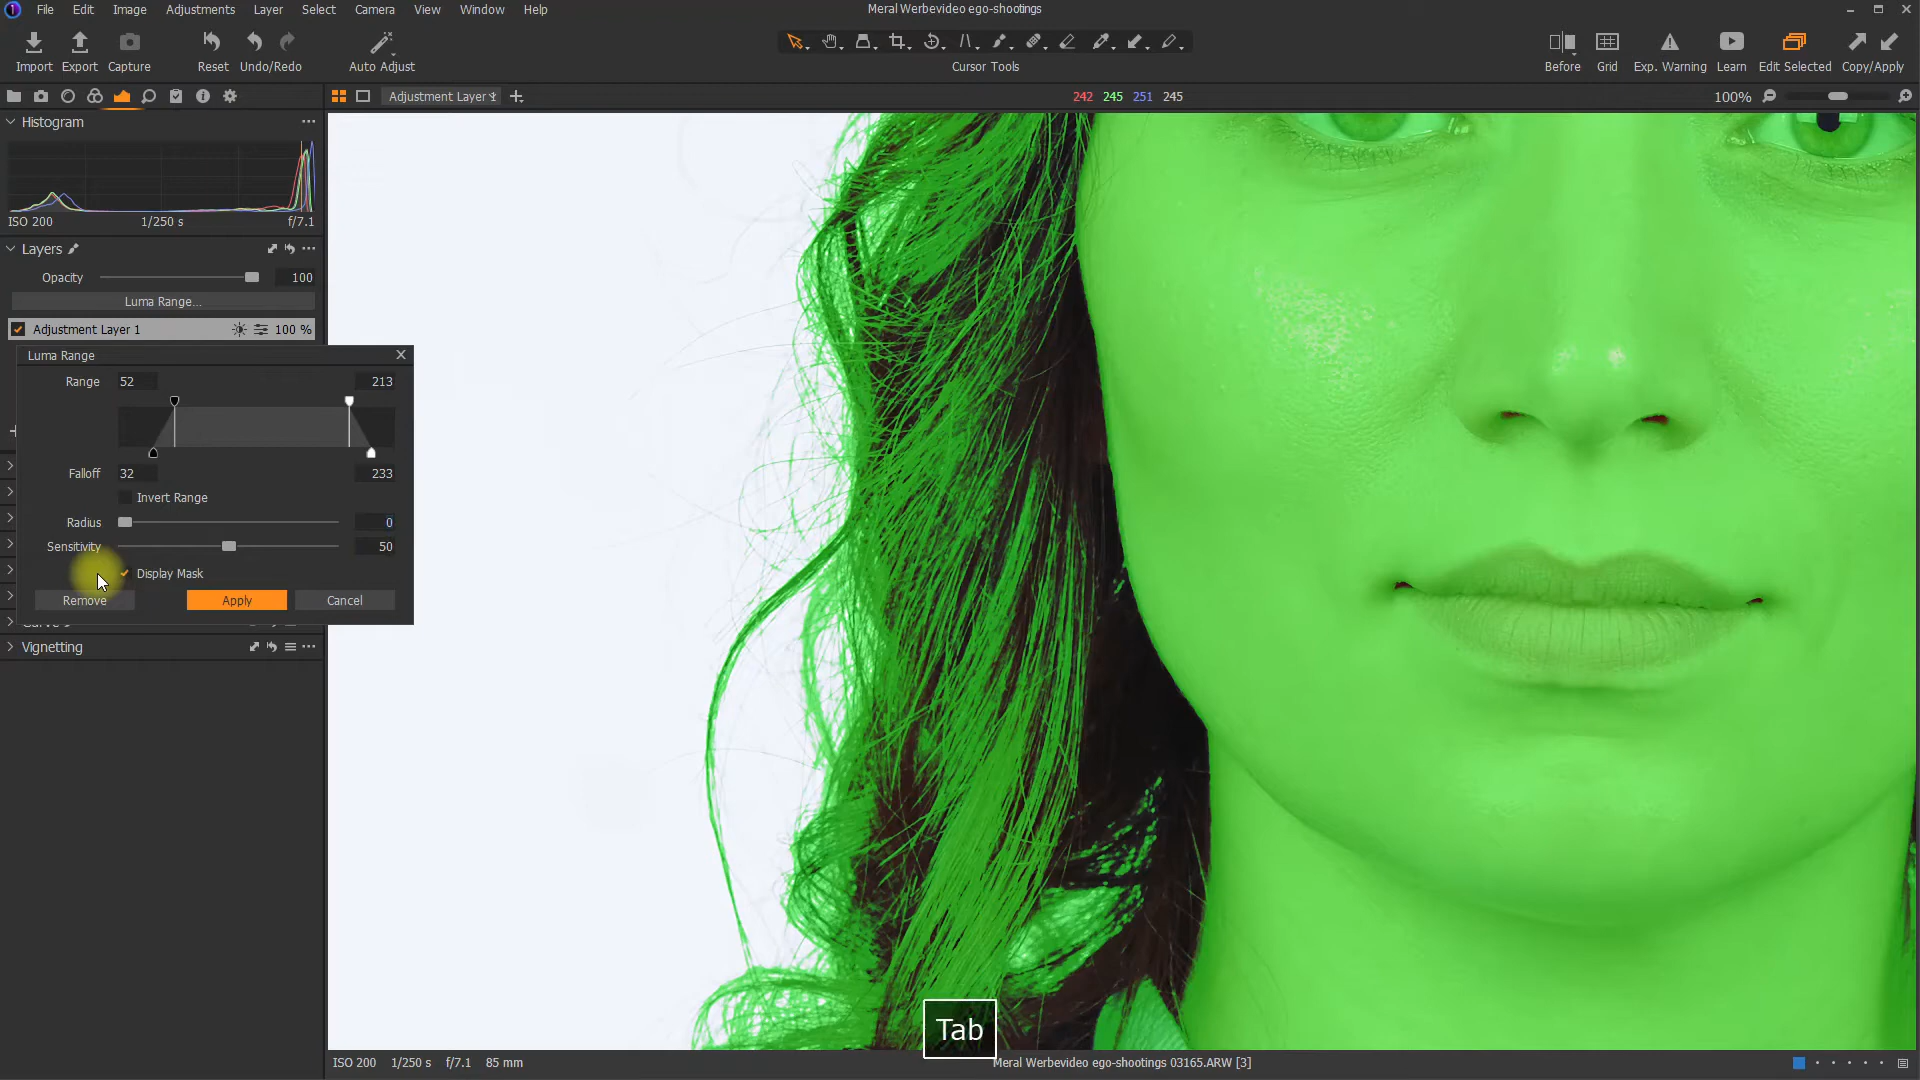 File Edit Image Adjustments Layer Select Camera View Window Help
Meral Werbevideo ego-shootings
Import Export Capture Reset Undo/Redo Auto Adjust
Cursor Tools
Before Grid Exp. Warning Learn Edit Selected Copy/Apply
Adjustment Layer 1
242 245 251 245
100%
Histogram
ISO 200 1/250 s f/7.1
Layers
Opacity 100
Luma Range...
Adjustment Layer 1 100 %
Luma Range
Range 52 213
Falloff 32 233
Invert Range
Radius 0
Sensitivity 50
Display Mask
Remove Apply Cancel
Vignetting
Tab
ISO 200 1/250 s f/7.1 85 mm
Meral Werbevideo ego-shootings 03165.ARW [3]